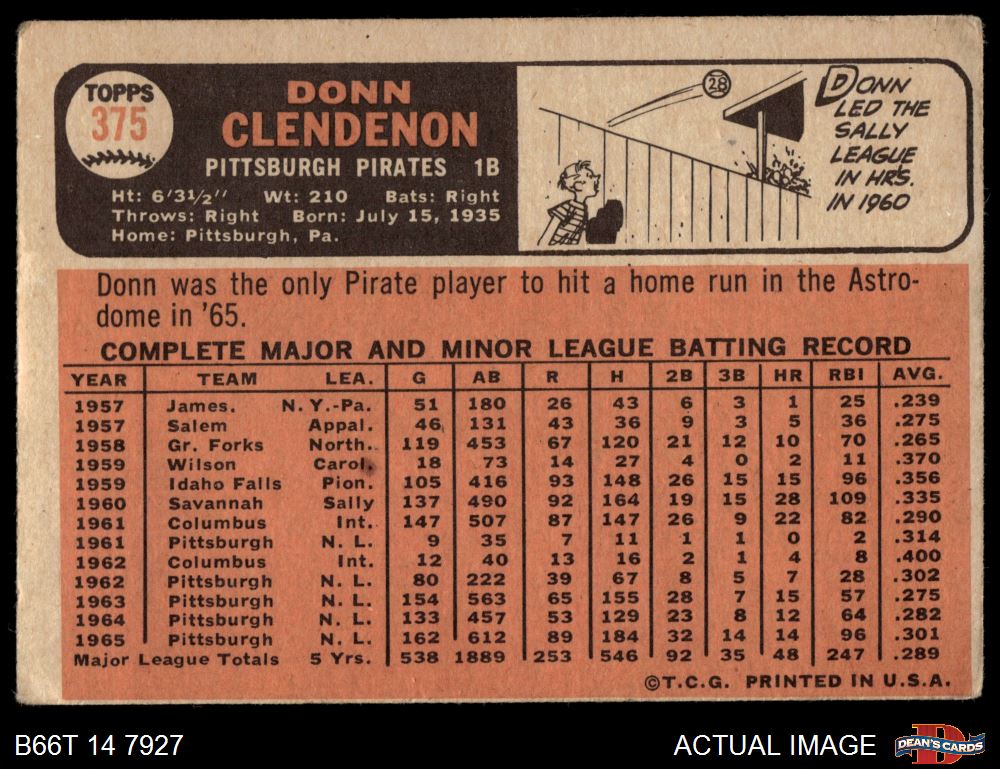 TOPPS
375
DONN
CLENDENON
PITTSBURGH PIRATES 1B
Ht: 6'3 1/2" Wt: 210 Bats: Right
Throws: Right Born: July 15, 1935
Home: Pittsburgh, Pa.
28
DONN
LED THE
SALLY
LEAGUE
IN HRS.
IN 1960
Donn was the only Pirate player to hit a home run in the Astro-
dome in '65.
COMPLETE MAJOR AND MINOR LEAGUE BATTING RECORD
YEAR TEAM LEA. G AB R H 2B 3B HR RBI AVG.
1957 James. N. Y.-Pa. 51 180 26 43 6 3 1 25 .239
1957 Salem Appal. 46 131 43 36 9 3 5 36 .275
1958 Gr. Forks North. 119 453 67 120 21 12 10 70 .265
1959 Wilson Carol. 18 73 14 27 4 0 2 11 .370
1959 Idaho Falls Pion. 105 416 93 148 26 15 15 96 .356
1960 Savannah Sally 137 490 92 164 19 15 28 109 .335
1961 Columbus Int. 147 507 87 147 26 9 22 82 .290
1961 Pittsburgh N. L. 9 35 7 11 1 1 0 2 .314
1962 Columbus Int. 12 40 13 16 2 1 4 8 .400
1962 Pittsburgh N. L. 80 222 39 67 8 5 7 28 .302
1963 Pittsburgh N. L. 154 563 65 155 28 7 15 57 .275
1964 Pittsburgh N. L. 133 457 53 129 23 8 12 64 .282
1965 Pittsburgh N. L. 162 612 89 184 32 14 14 96 .301
Major League Totals 5 Yrs. 538 1889 253 546 92 35 48 247 .289
©T.C.G. PRINTED IN U.S.A.
B66T 14 7927
ACTUAL IMAGE
D
DEAN'S CARDS